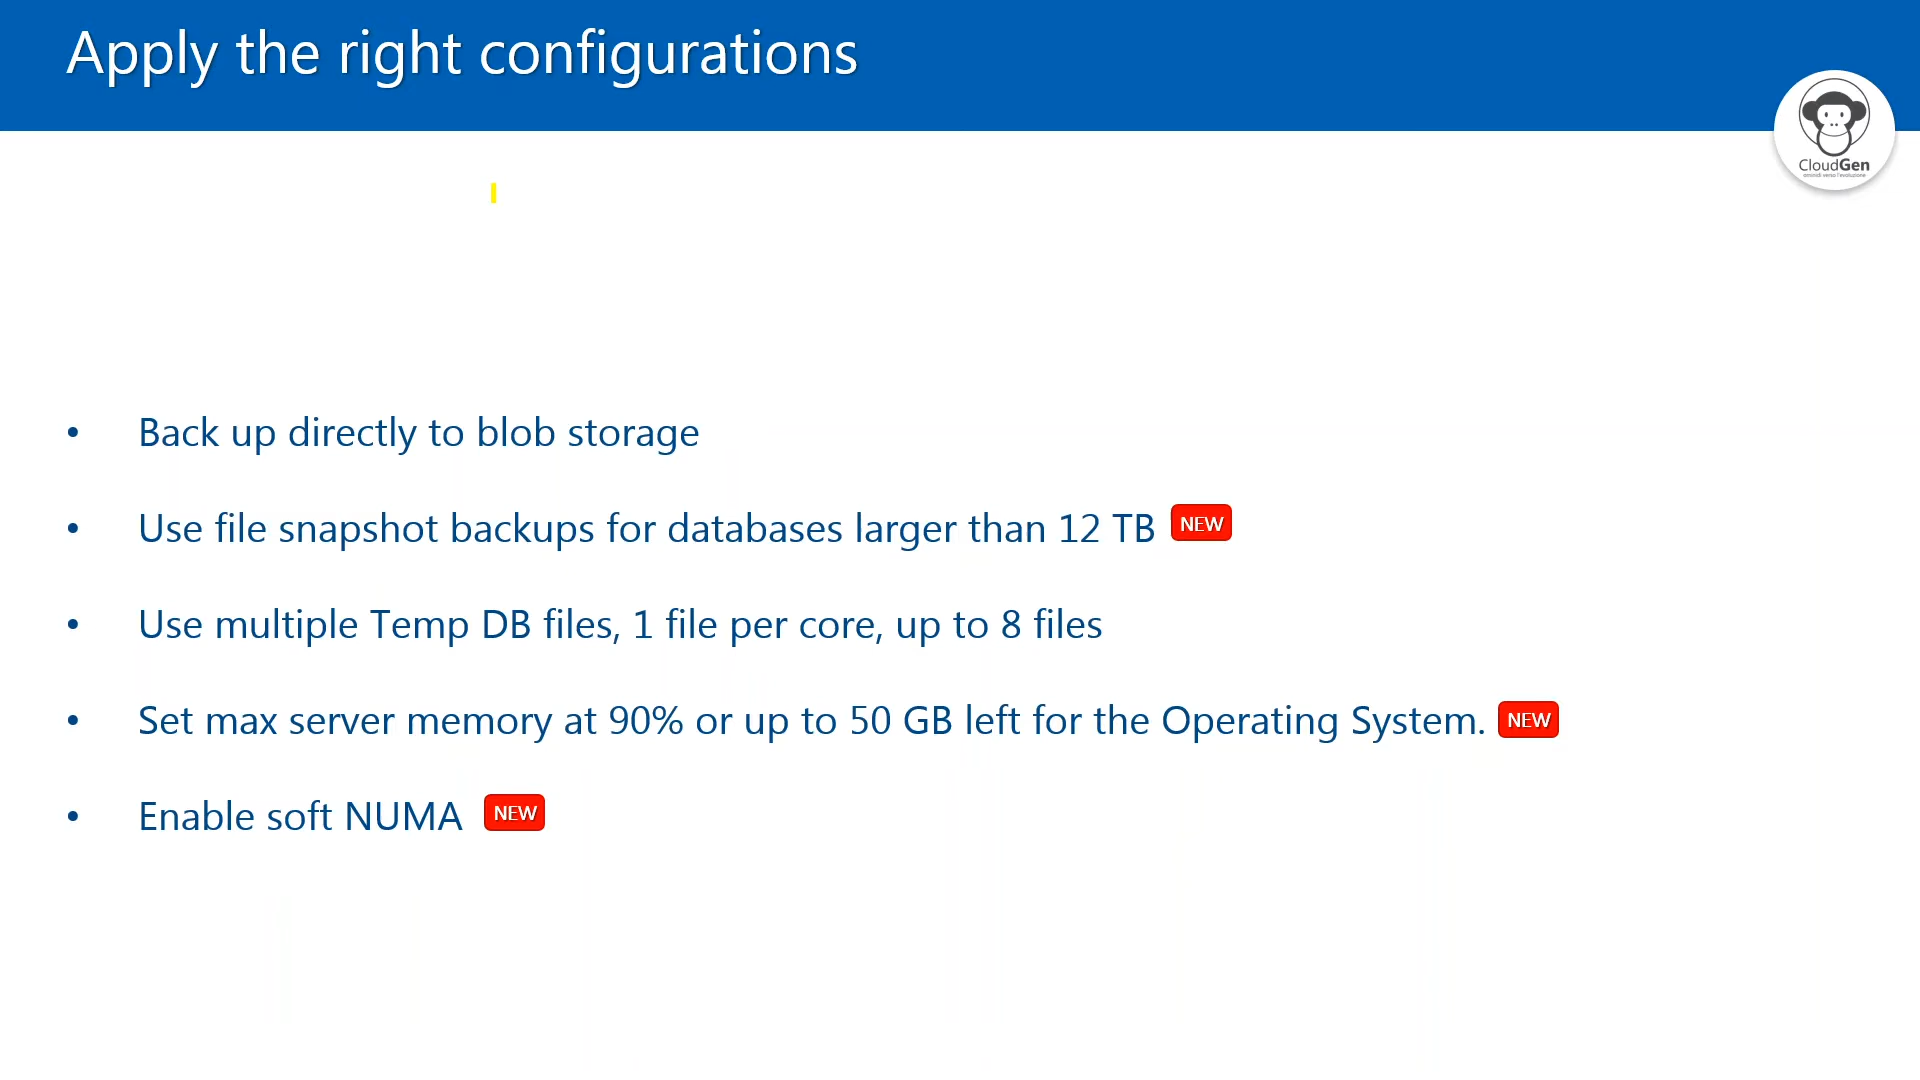 Apply the right configurations
CloudGen
• Back up directly to blob storage
• Use file snapshot backups for databases larger than 12 TB NEW
• Use multiple Temp DB files, 1 file per core, up to 8 files
• Set max server memory at 90% or up to 50 GB left for the Operating System. NEW
• Enable soft NUMA NEW